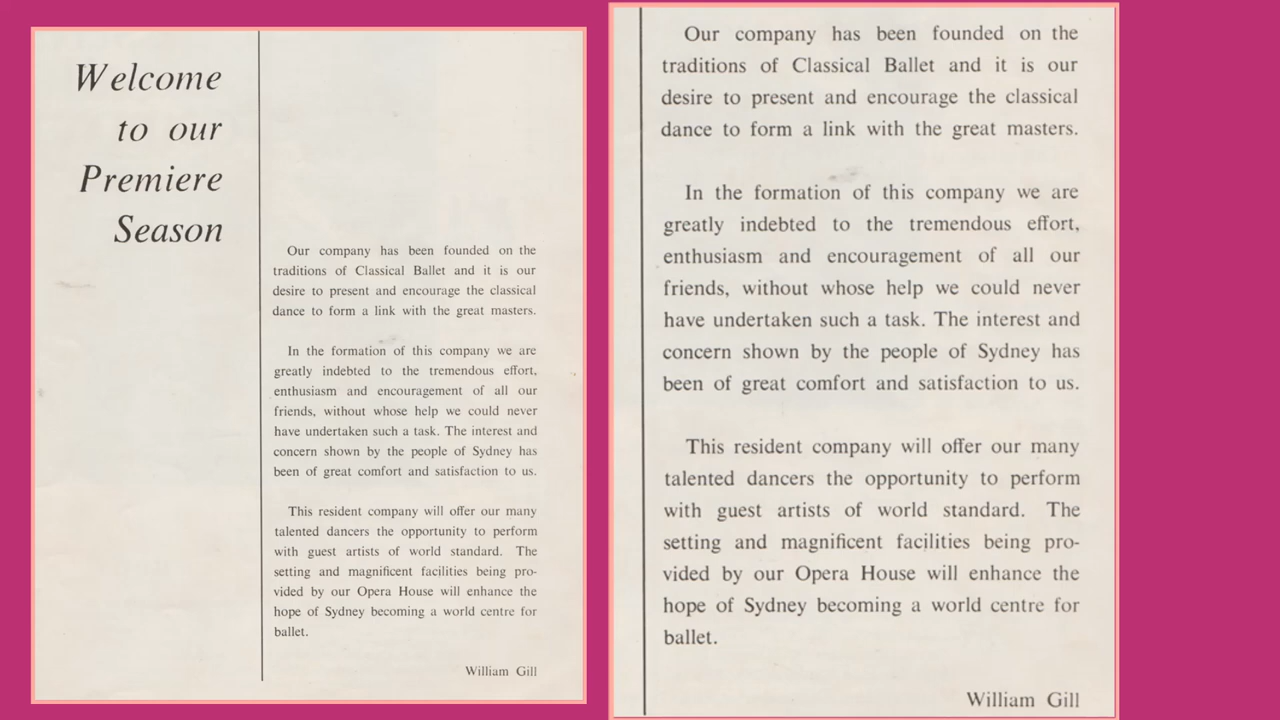 Welcome
to our
Premiere
Season
Our company has been founded on the
traditions of Classical Ballet and it is our
desire to present and encourage the classical
dance to form a link with the great masters.
In the formation of this company we are
greatly indebted to the tremendous effort,
enthusiasm and encouragement of all our
friends, without whose help we could never
have undertaken such a task. The interest and
concern shown by the people of Sydney has
been of great comfort and satisfaction to us.
This resident company will offer our many
talented dancers the opportunity to perform
with guest artists of world standard. The
setting and magnificent facilities being pro-
vided by our Opera House will enhance the
hope of Sydney becoming a world centre for
ballet.
William Gill
Our company has been founded on the
traditions of Classical Ballet and it is our
desire to present and encourage the classical
dance to form a link with the great masters.
In the formation of this company we are
greatly indebted to the tremendous effort,
enthusiasm and encouragement of all our
friends, without whose help we could never
have undertaken such a task. The interest and
concern shown by the people of Sydney has
been of great comfort and satisfaction to us.
This resident company will offer our many
talented dancers the opportunity to perform
with guest artists of world standard. The
setting and magnificent facilities being pro-
vided by our Opera House will enhance the
hope of Sydney becoming a world centre for
ballet.
William Gill